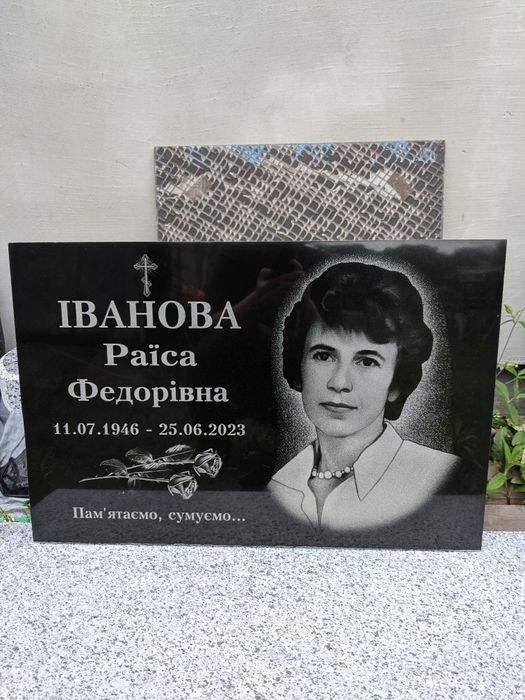 ІВАНОВА
Раїса
Федорівна
11.07.1946 - 25.06.2023
Пам'ятаємо, сумуємо...